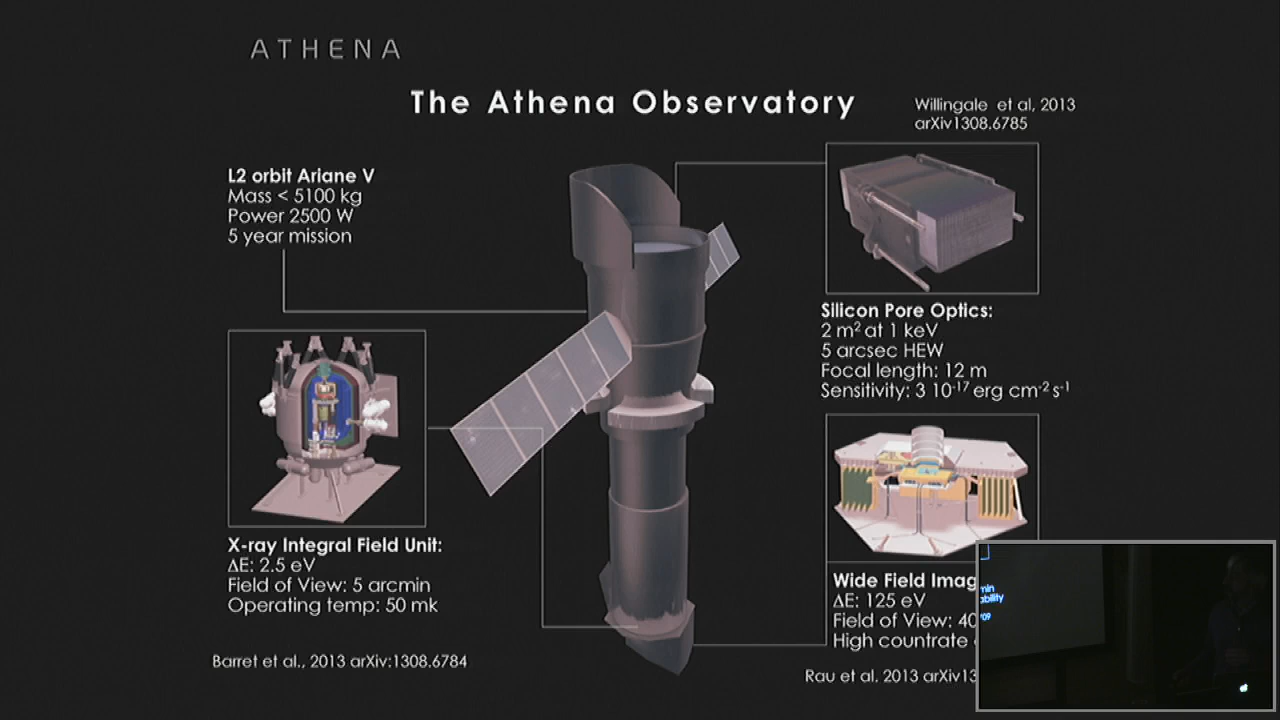 ATHENA
The Athena Observatory
Willingale et al, 2013
arXiv1308.6785
L2 orbit Ariane V
Mass < 5100 kg
Power 2500 W
5 year mission
Silicon Pore Optics:
2 m² at 1 keV
5 arcsec HEW
Focal length: 12 m
Sensitivity: 3 10⁻¹⁷ erg cm⁻² s⁻¹
X-ray Integral Field Unit:
ΔE: 2.5 eV
Field of View: 5 arcmin
Operating temp: 50 mk
Barret et al., 2013 arXiv:1308.6784
Wide Field Imag
ΔE: 125 eV
Field of View: 40
High countrate
Rau et al. 2013 arXiv13
min
ability
'09